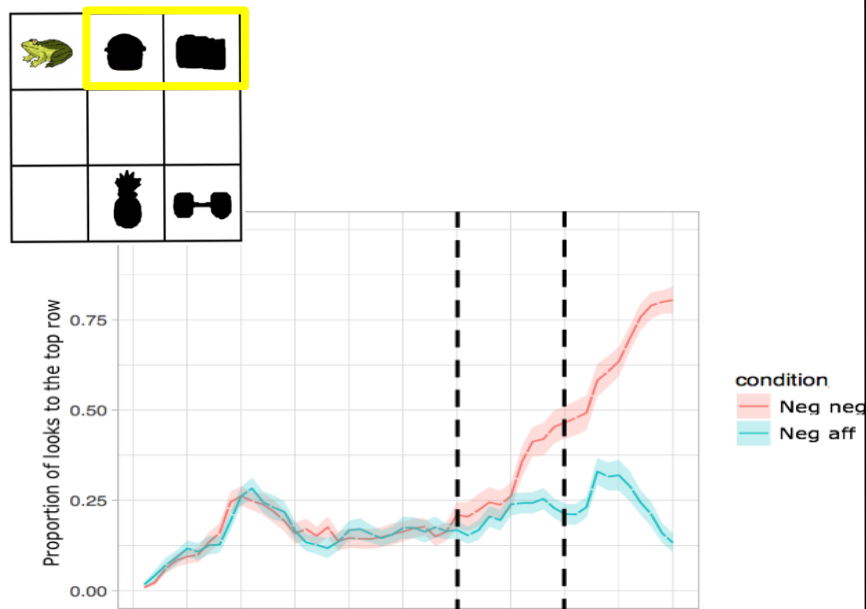 Proportion of looks to the top row
0.75
0.50
0.25
0.00
condition
Neg neg
Neg aff